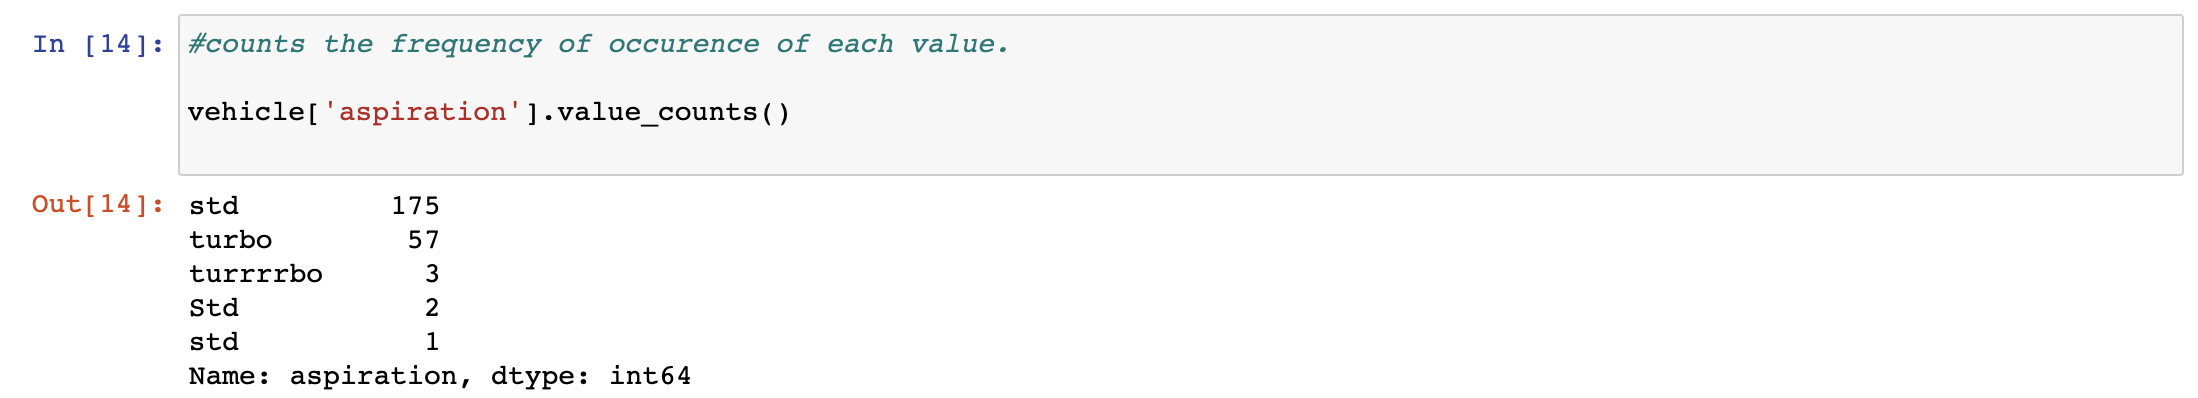 In [14]: #counts the frequency of occurence of each value.
vehicle['aspiration'].value_counts()
Out[14]: std 175
turbo 57
turrrrbo 3
Std 2
std 1
Name: aspiration, dtype: int64